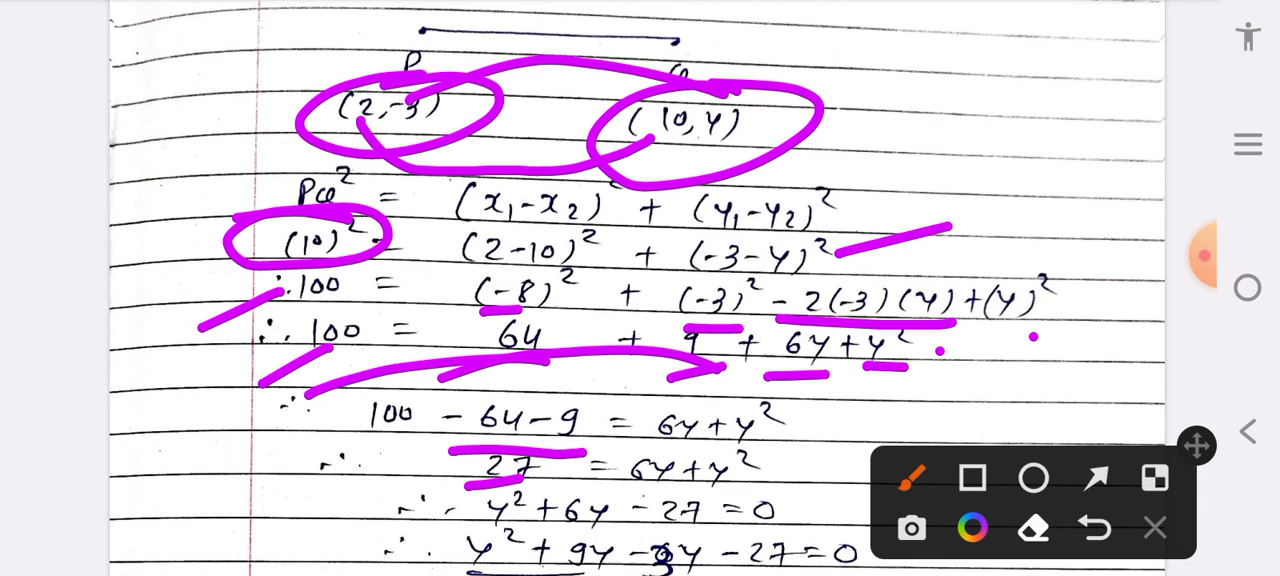 P Q
(2,-3) (10,y)
PQ² = (x₁-x₂)² + (y₁-y₂)²
(10)² = (2-10)² + (-3-y)²
∴ 100 = (-8)² + (-3)² - 2(-3)(y)+(y)²
∴ 100 = 64 + 9 + 6y + y²
∴ 100 - 64 - 9 = 6y + y²
∴ 27 = 6y + y²
∴ y² + 6y - 27 = 0
∴ y² + 9y - 3y - 27 = 0